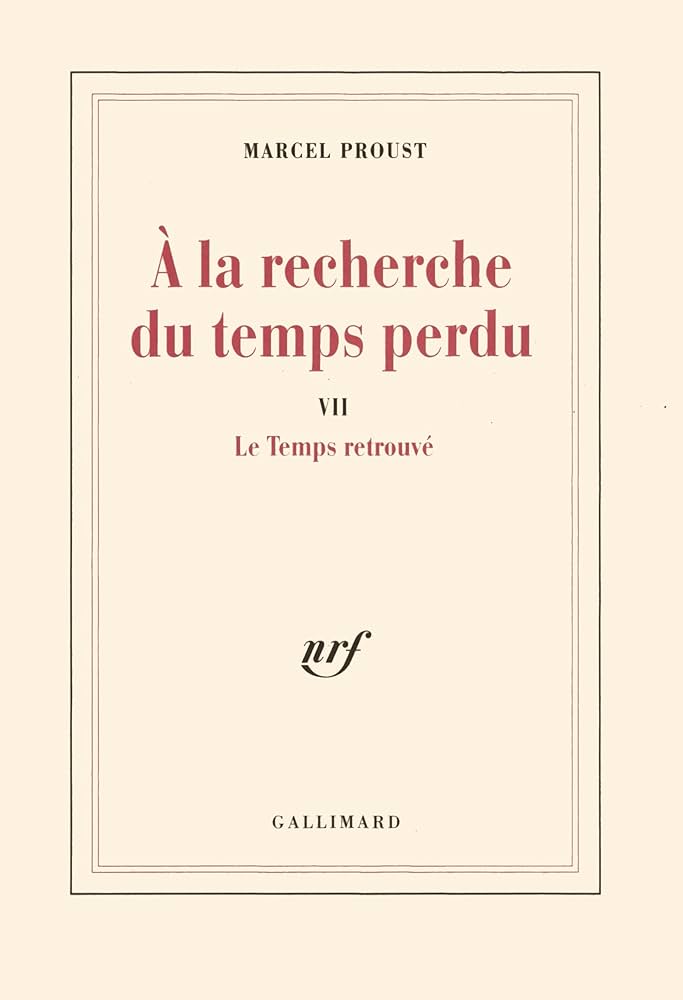 MARCEL PROUST
À la recherche
du temps perdu
VII
Le Temps retrouvé
nrf
GALLIMARD